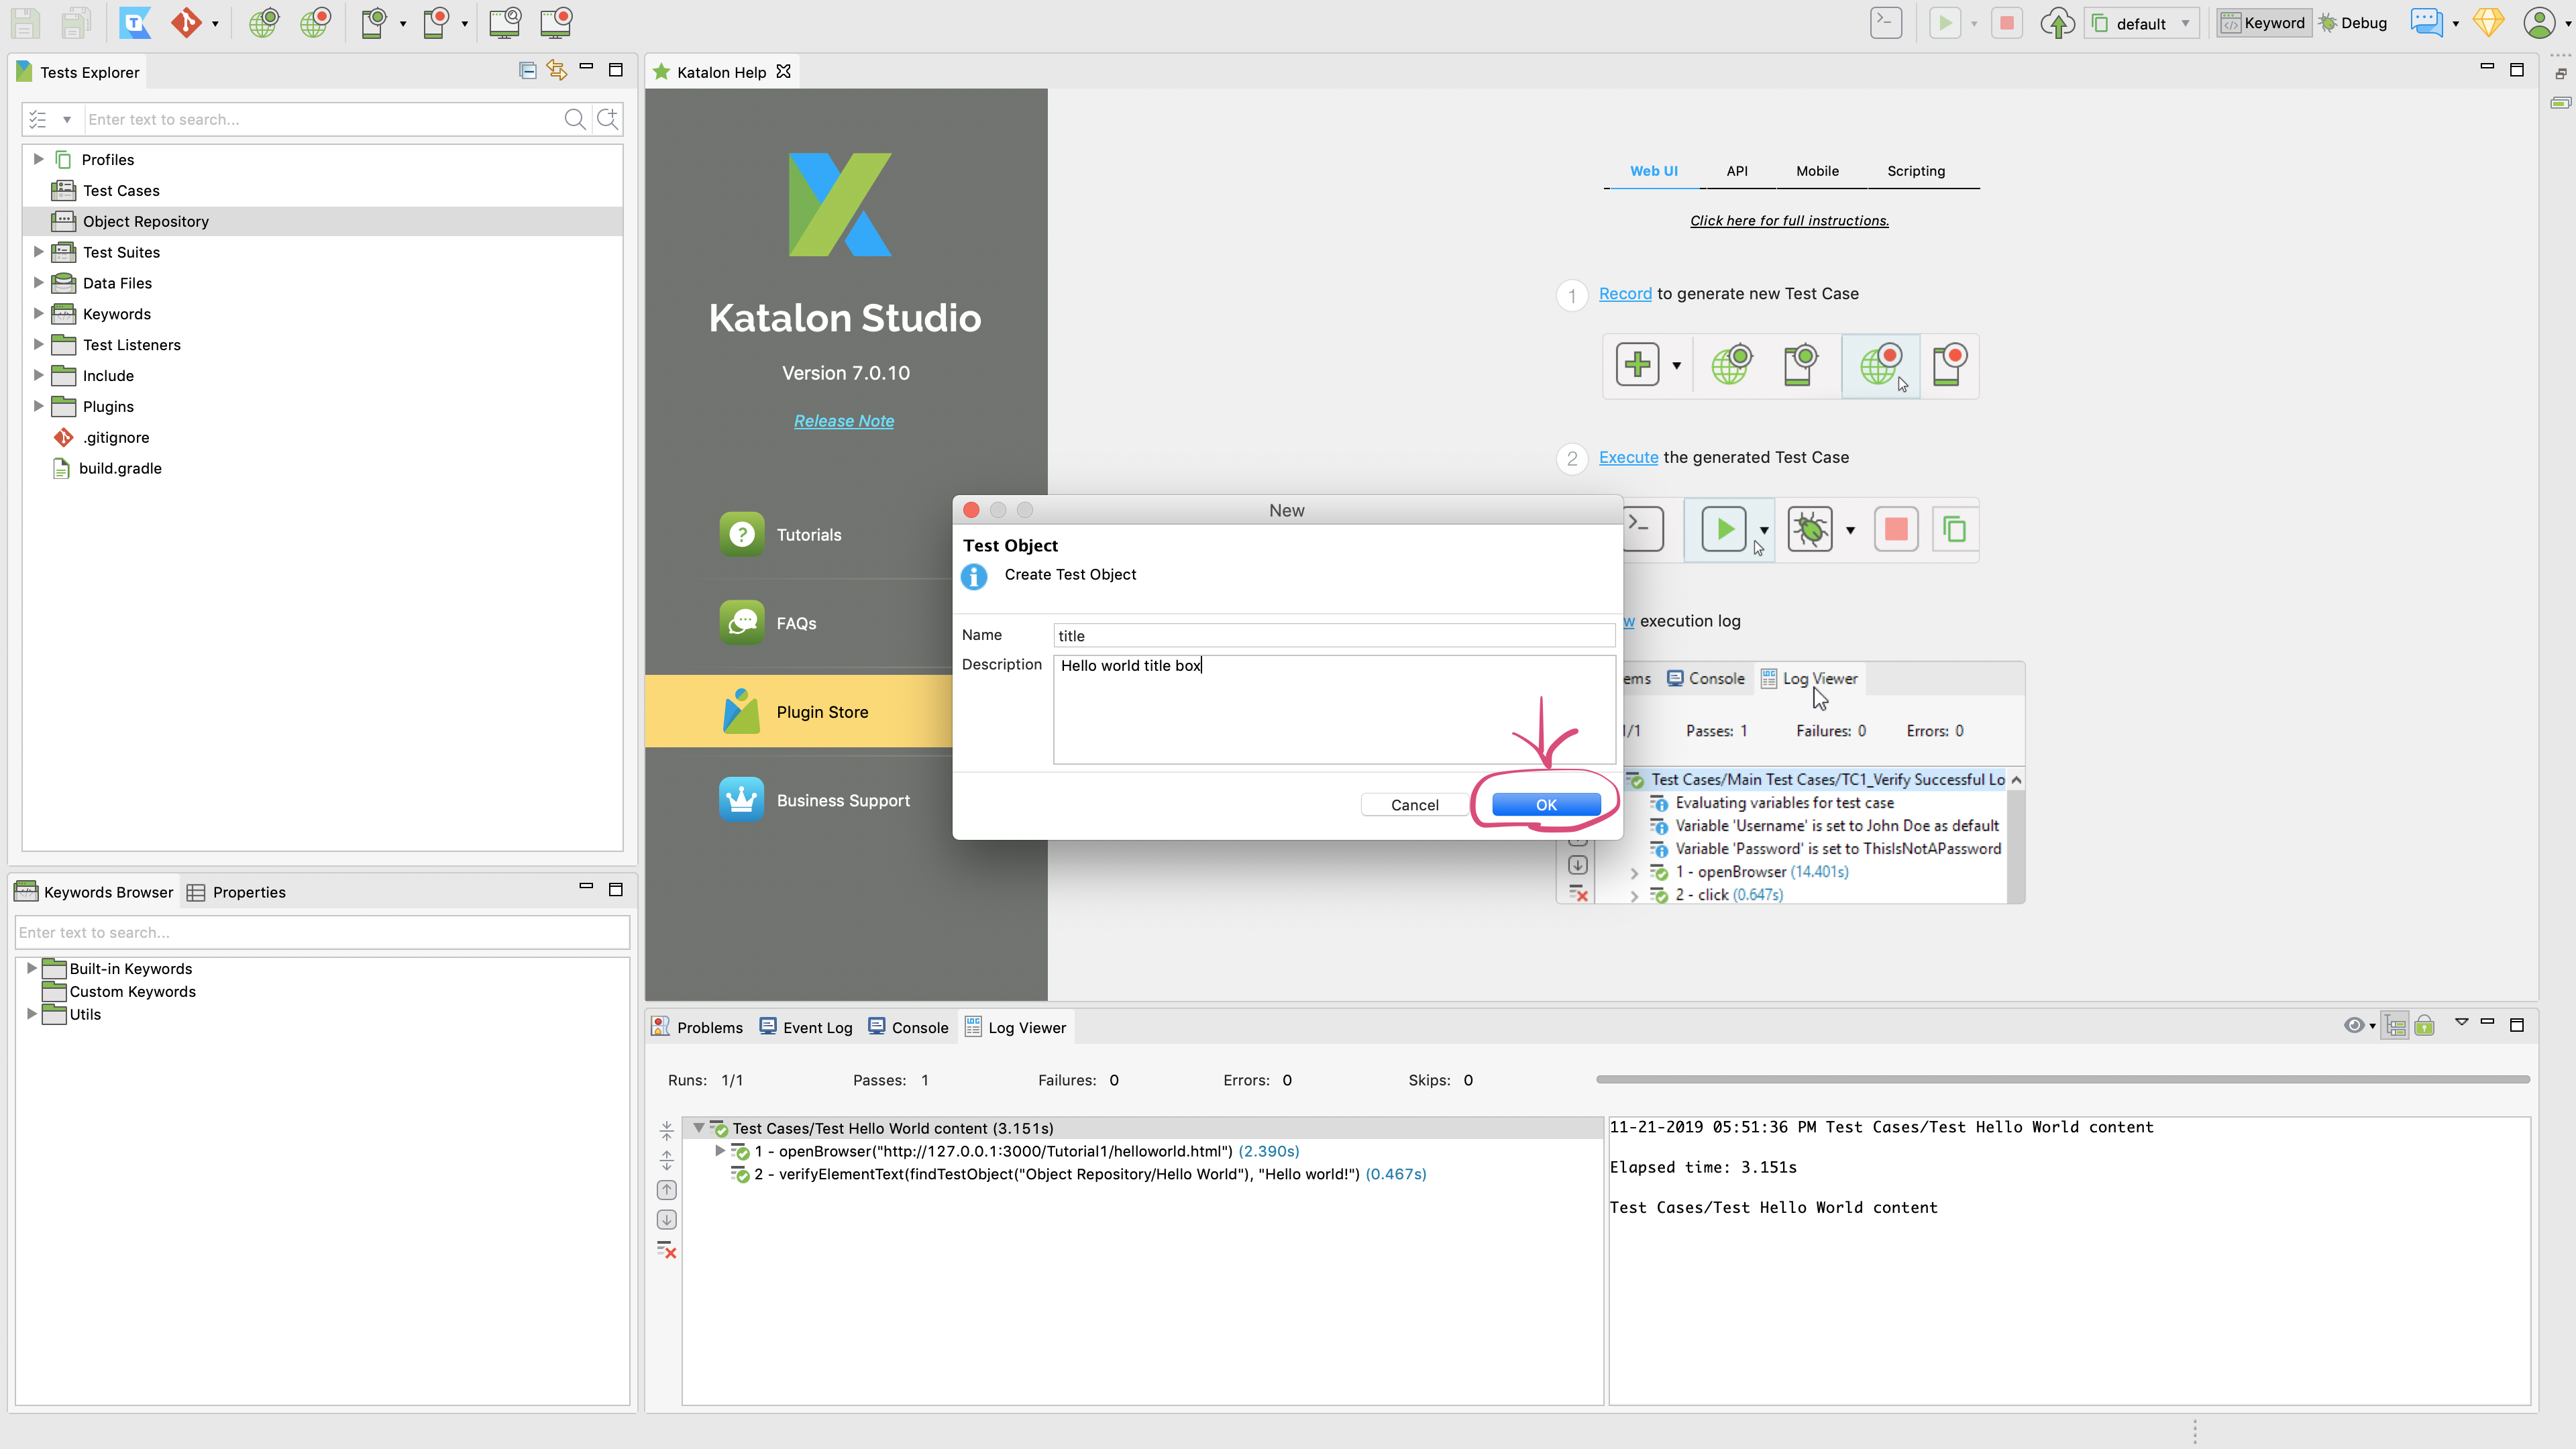 default
Keyword
Debug
Tests Explorer
Enter text to search...
Profiles
Test Cases
Object Repository
Test Suites
Data Files
Keywords
Test Listeners
Include
Plugins
.gitignore
build.gradle
Katalon Help
Katalon Studio
Version 7.0.10
Release Note
Tutorials
FAQs
Plugin Store
Business Support
Web UI
API
Mobile
Scripting
Click here for full instructions.
1 Record to generate new Test Case
2 Execute the generated Test Case
w execution log
ems
Console
Log Viewer
1/1 Passes: 1 Failures: 0 Errors: 0
Test Cases/Main Test Cases/TC1_Verify Successful Lo
Evaluating variables for test case
Variable 'Username' is set to John Doe as default
Variable 'Password' is set to ThisIsNotAPassword
1 - openBrowser (14.401s)
2 - click (0.647s)
New
Test Object
Create Test Object
Name title
Description Hello world title box
Cancel
OK
Keywords Browser
Properties
Enter text to search...
Built-in Keywords
Custom Keywords
Utils
Problems
Event Log
Console
Log Viewer
Runs: 1/1 Passes: 1 Failures: 0 Errors: 0 Skips: 0
Test Cases/Test Hello World content (3.151s)
1 - openBrowser("http://127.0.0.1:3000/Tutorial1/helloworld.html") (2.390s)
2 - verifyElementText(findTestObject("Object Repository/Hello World"), "Hello world!") (0.467s)
11-21-2019 05:51:36 PM Test Cases/Test Hello World content
Elapsed time: 3.151s
Test Cases/Test Hello World content